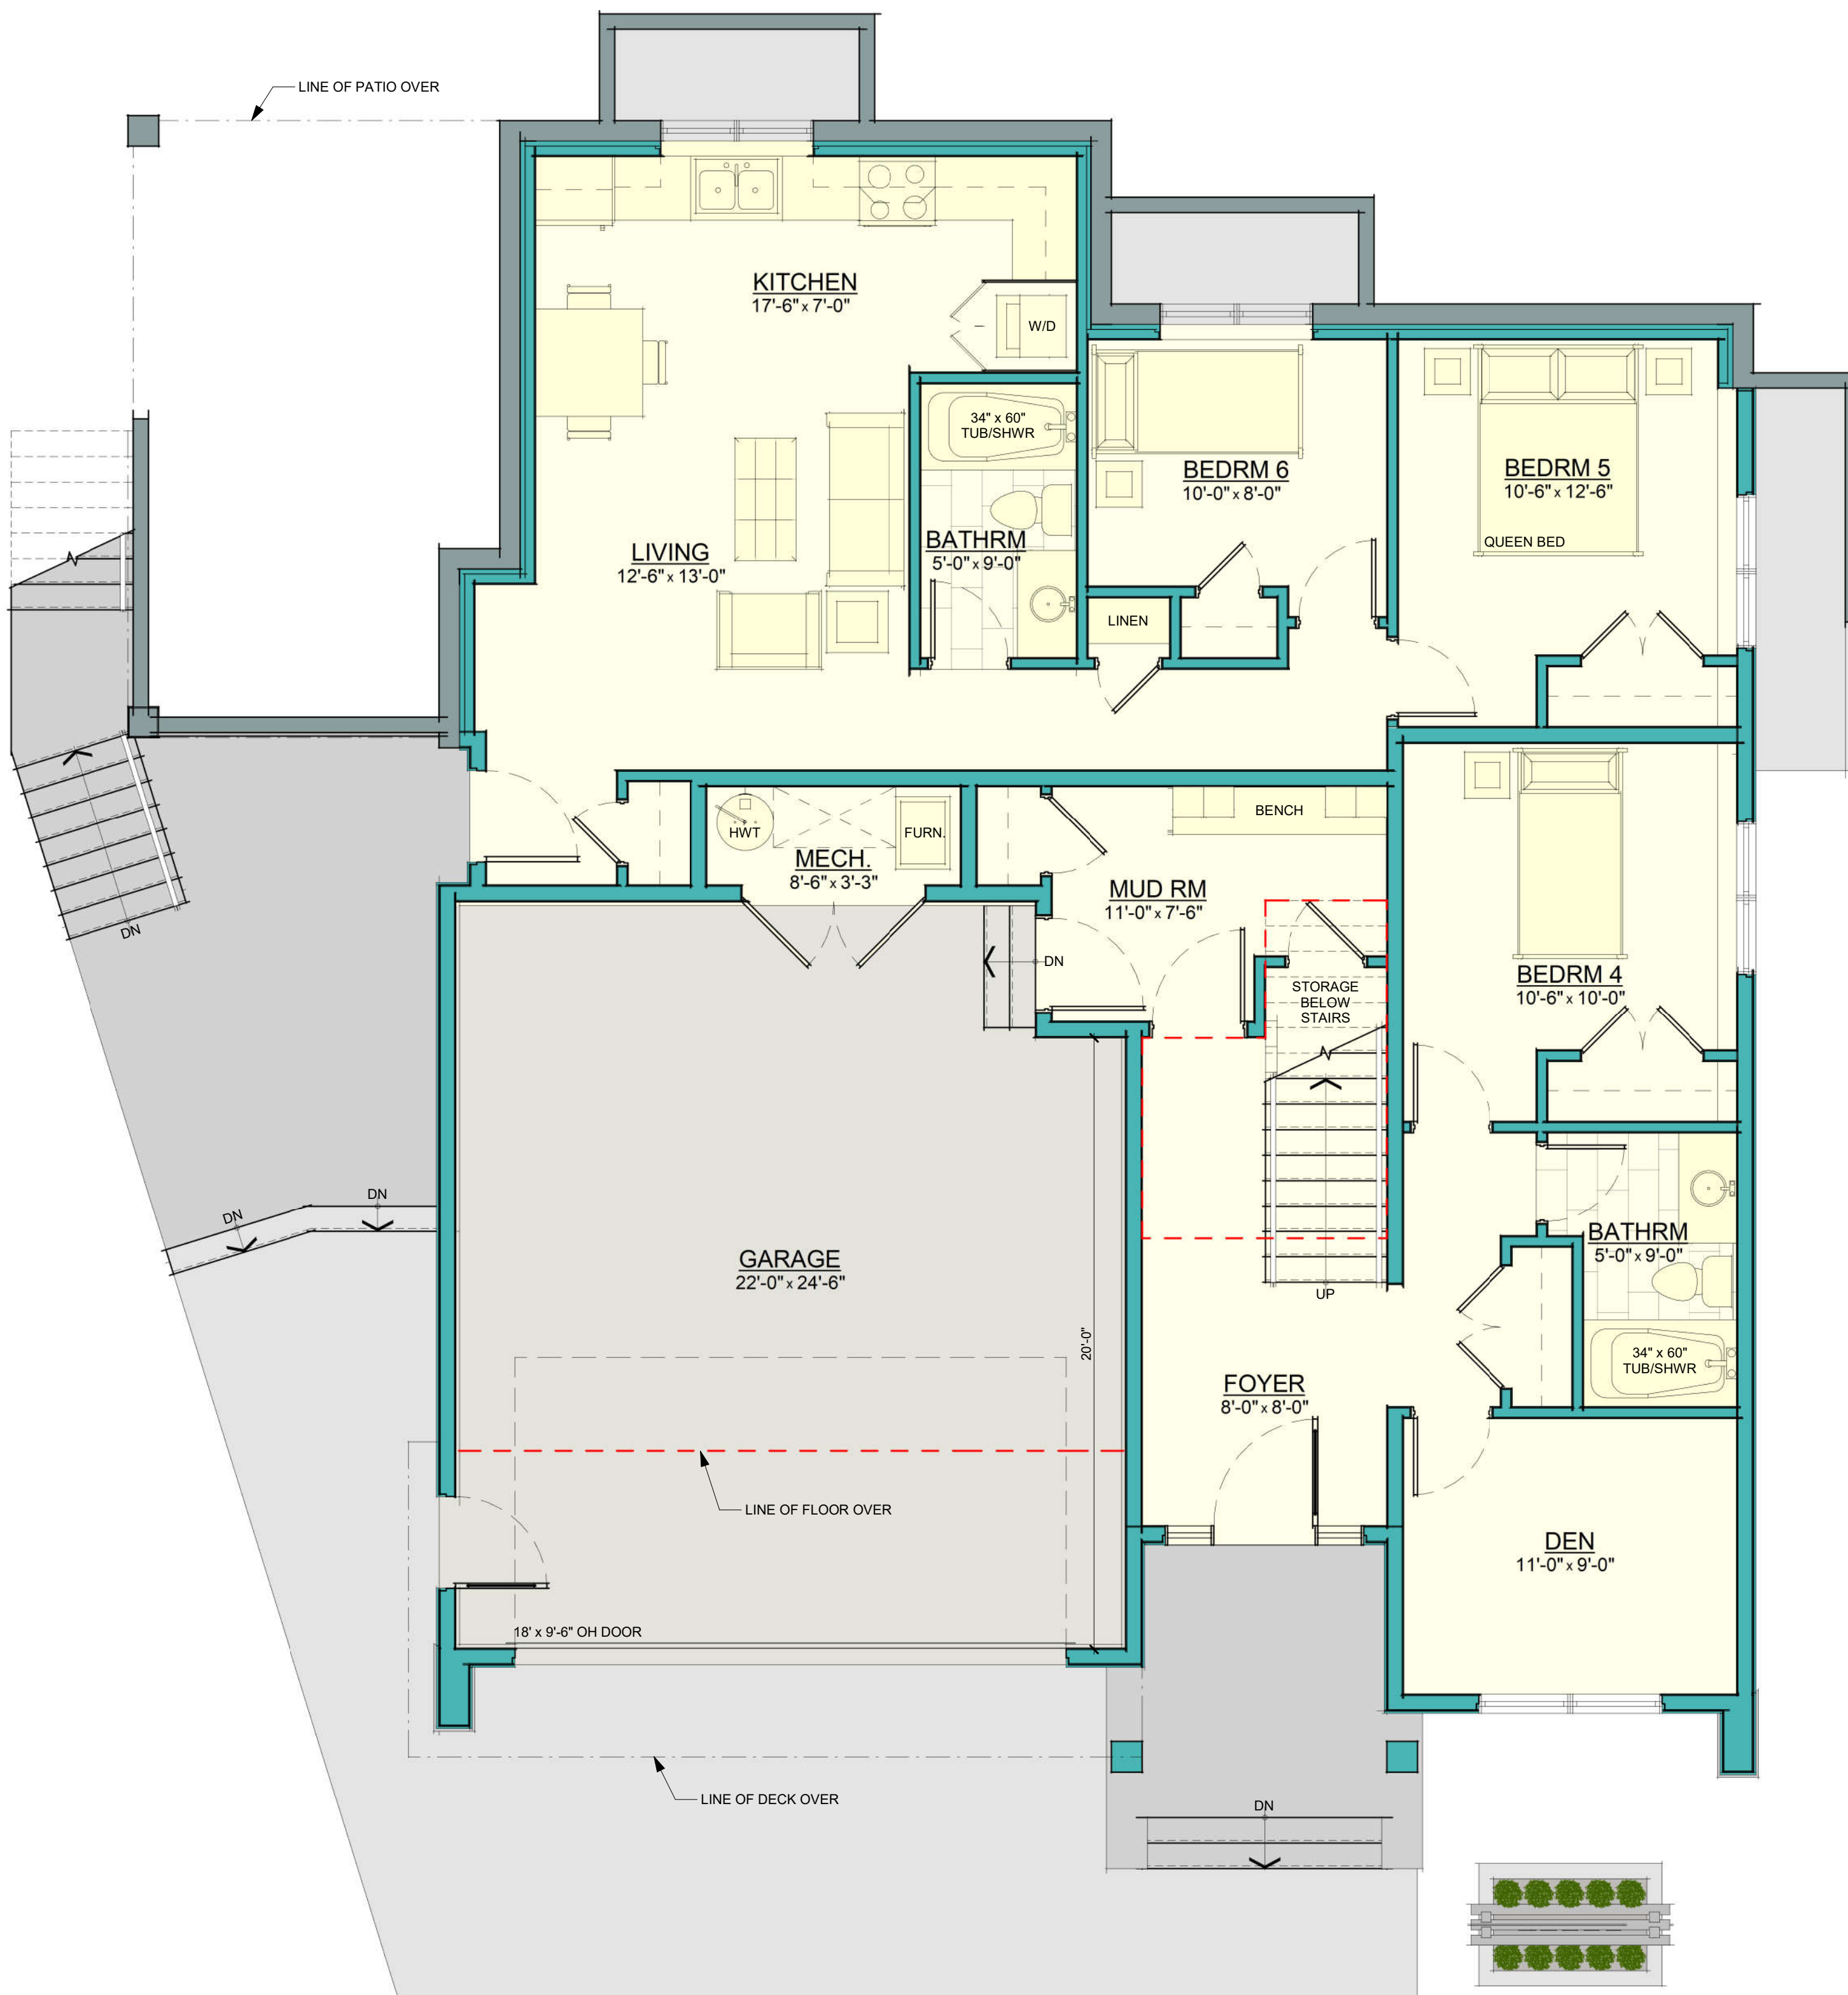 LINE OF PATIO OVER
KITCHEN
17'-6" x 7'-0"
W/D
34" x 60"
TUB/SHWR
BEDRM 6
10'-0" x 8'-0"
BEDRM 5
10'-6" x 12'-6"
QUEEN BED
LIVING
12'-6" x 13'-0"
BATHRM
5'-0" x 9'-0"
LINEN
HWT
FURN.
MECH.
8'-6" x 3'-3"
BENCH
MUD RM
11'-0" x 7'-6"
DN
DN
STORAGE
BELOW
STAIRS
BEDRM 4
10'-6" x 10'-0"
DN
DN
GARAGE
22'-0" x 24'-6"
BATHRM
5'-0" x 9'-0"
UP
20'-0"
34" x 60"
TUB/SHWR
FOYER
8'-0" x 8'-0"
LINE OF FLOOR OVER
DEN
11'-0" x 9'-0"
18' x 9'-6" OH DOOR
LINE OF DECK OVER
DN